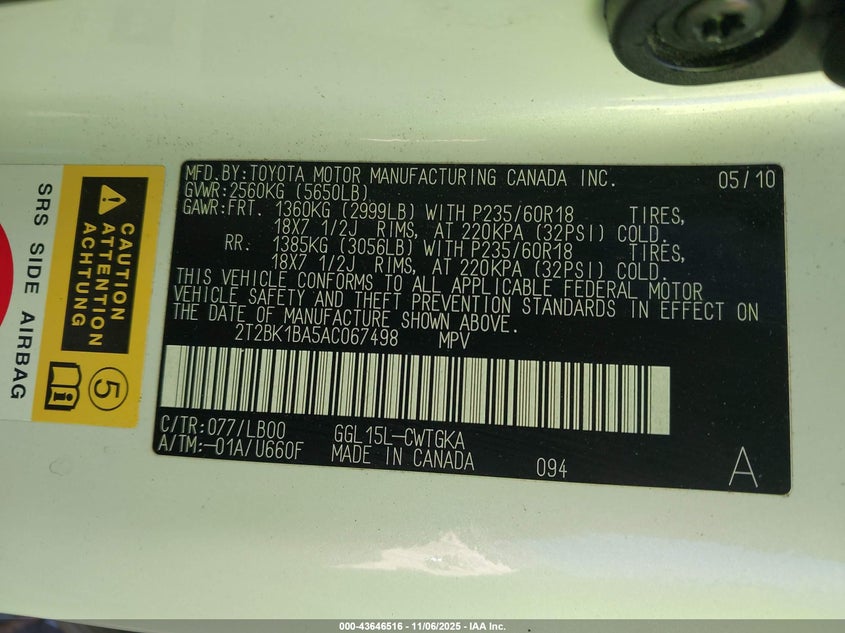 MFD.BY:TOYOTA MOTOR MANUFACTURING CANADA INC. 05/10
GVWR:2560KG (5650LB)
GAWR:FRT. 1360KG (2999LB) WITH P235/60R18 TIRES,
18X7 1/2J RIMS, AT 220KPA (32PSI) COLD.
RR. 1385KG (3056LB) WITH P235/60R18 TIRES,
18X7 1/2J RIMS, AT 220KPA (32PSI) COLD.
THIS VEHICLE CONFORMS TO ALL APPLICABLE FEDERAL MOTOR
VEHICLE SAFETY AND THEFT PREVENTION STANDARDS IN EFFECT ON
THE DATE OF MANUFACTURE SHOWN ABOVE.
2T2BK1BA5AC067498 MPV
C/TR:077/LB00 GGL15L-CWTGKA
A/TM:-01A/U660F MADE IN CANADA 094 A
CAUTION
ATTENTION
ACHTUNG
5
SRS SIDE AIRBAG
000-43646516 - 11/06/2025 - IAA Inc.